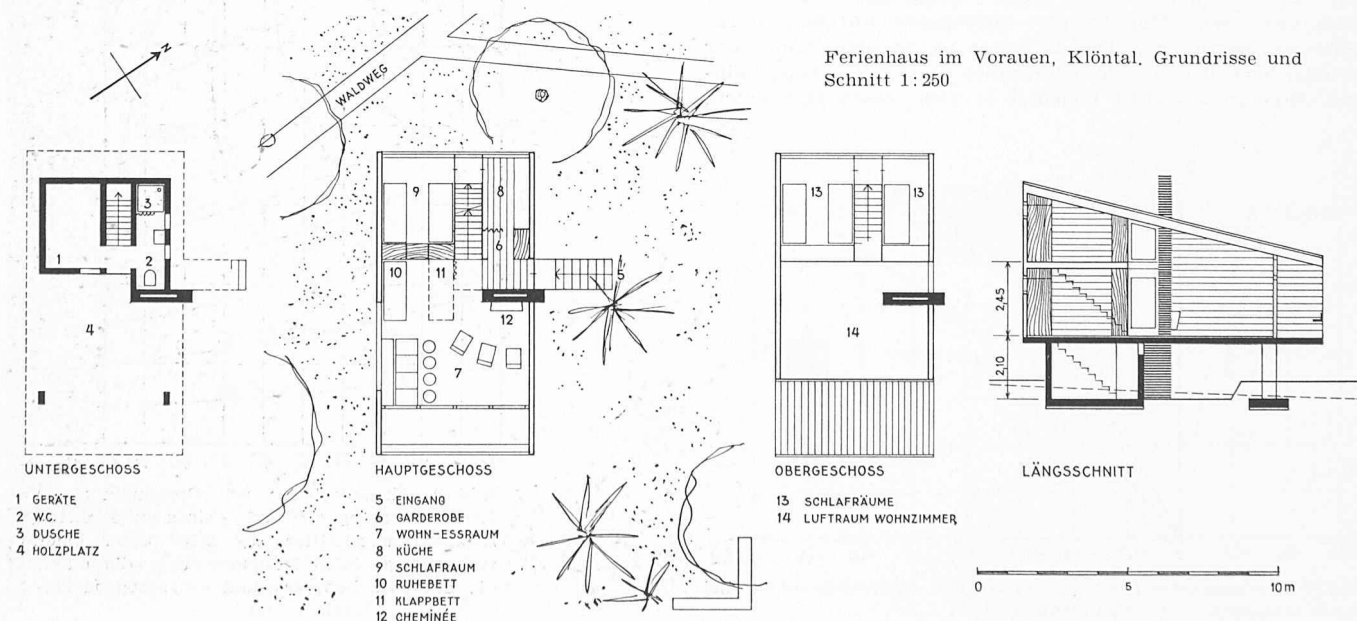 Ferienhaus im Vorauen, Klöntal. Grundrisse und
Schnitt 1:250
N
WALDWEG
1
2
3
4
UNTERGESCHOSS
1 GERÄTE
2 W.C.
3 DUSCHE
4 HOLZPLATZ
9
8
6
10
11
5
12
7
HAUPTGESCHOSS
5 EINGANG
6 GARDEROBE
7 WOHN-ESSRAUM
8 KÜCHE
9 SCHLAFRAUM
10 RUHEBETT
11 KLAPPBETT
12 CHEMINÉE
13
13
14
OBERGESCHOSS
13 SCHLAFRÄUME
14 LUFTRAUM WOHNZIMMER
2,45
2,10
LÄNGSSCHNITT
0 5 10 m